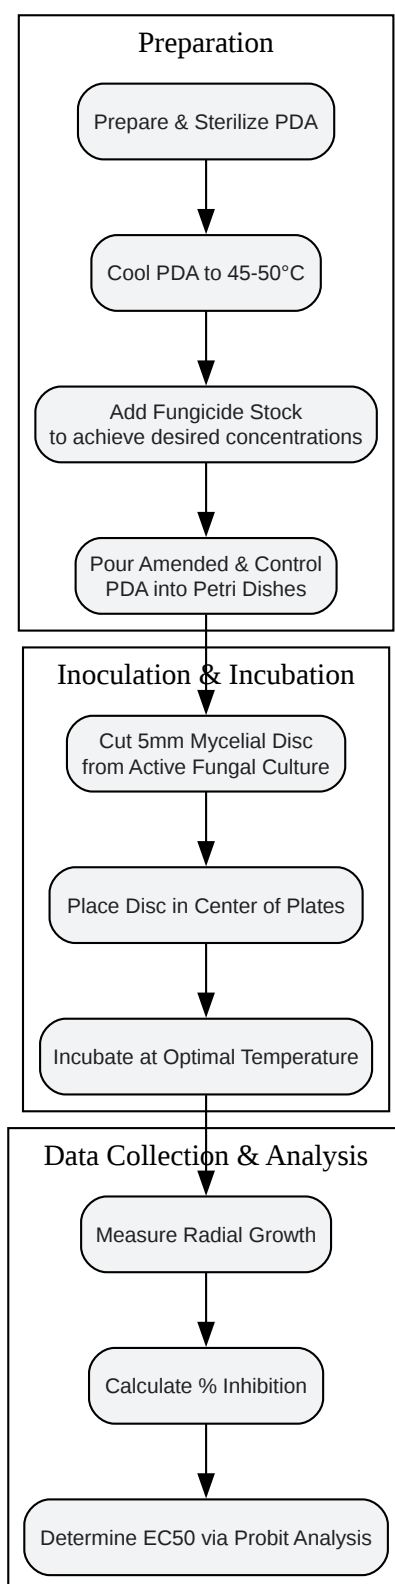 Preparation
Prepare & Sterilize PDA
Cool PDA to 45-50°C
Add Fungicide Stock
to achieve desired concentrations
Pour Amended & Control
PDA into Petri Dishes
Inoculation & Incubation
Cut 5mm Mycelial Disc
from Active Fungal Culture
Place Disc in Center of Plates
Incubate at Optimal Temperature
Data Collection & Analysis
Measure Radial Growth
Calculate % Inhibition
Determine EC50 via Probit Analysis